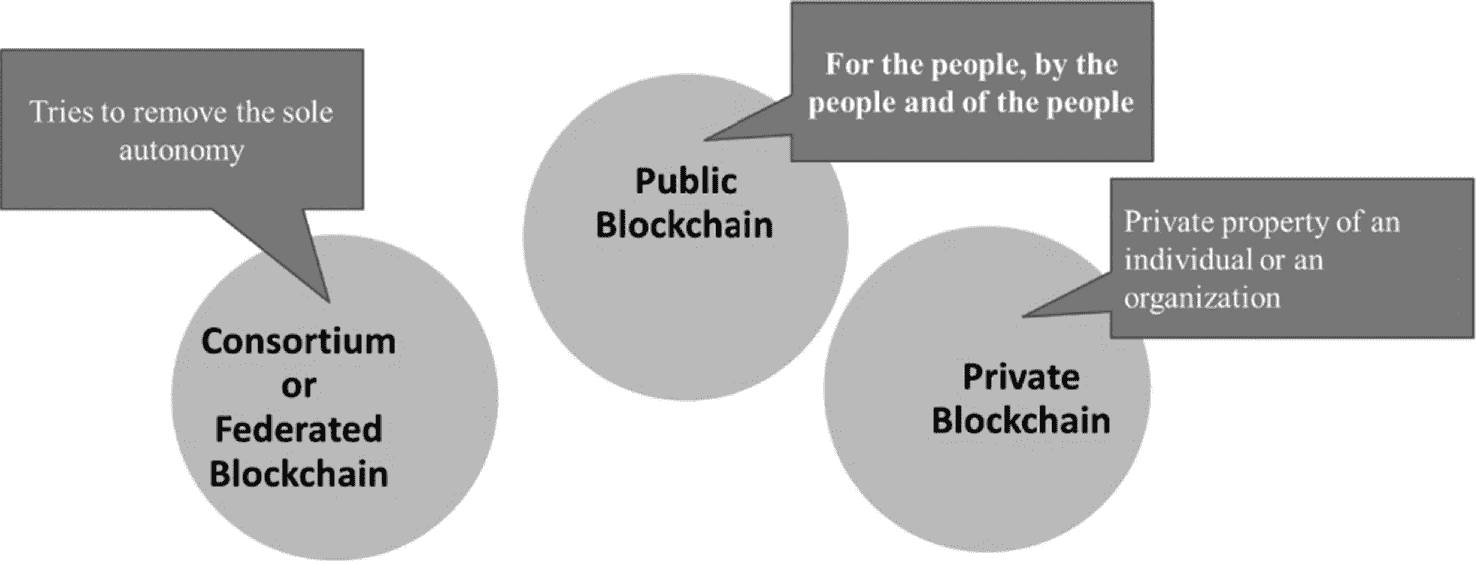 Tries to remove the sole
autonomy
Consortium
or
Federated
Blockchain
For the people, by the
people and of the people
Public
Blockchain
Private property of an
individual or an
organization
Private
Blockchain